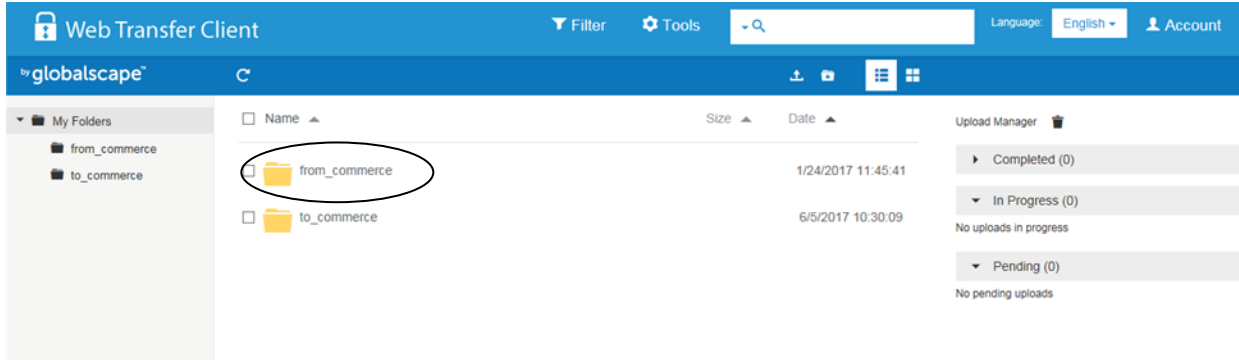 Web Transfer Client
Filter
Tools
Language:
English
Account
by globalscape™
My Folders
from_commerce
to_commerce
Name
Size
Date
from_commerce
1/24/2017 11:45:41
to_commerce
6/5/2017 10:30:09
Upload Manager
Completed (0)
In Progress (0)
No uploads in progress
Pending (0)
No pending uploads